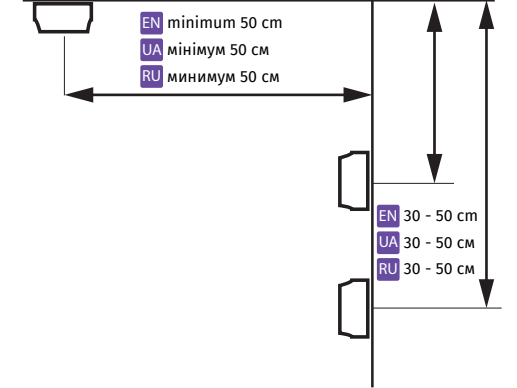 EN minimum 50 cm
UA мінімум 50 см
RU минимум 50 см
EN 30 - 50 cm
UA 30 - 50 см
RU 30 - 50 см